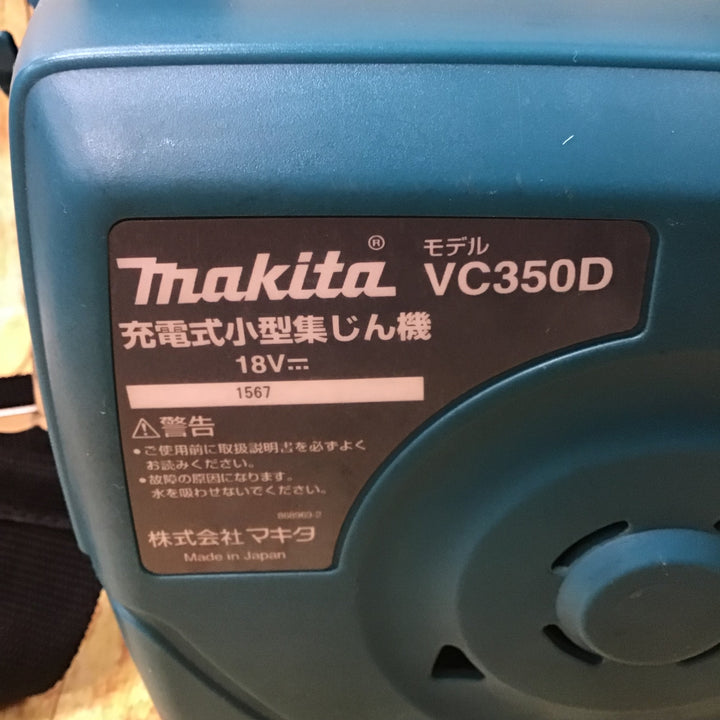 makita®
モデル
VC350D
充電式小型集じん機
18V⎓
1567
⚠警告
•ご使用前に取扱説明書を必ずよく
お読みください。
•故障の原因になります。
水を吸わせないでください。
868969-2
株式会社マキタ
Made in Japan